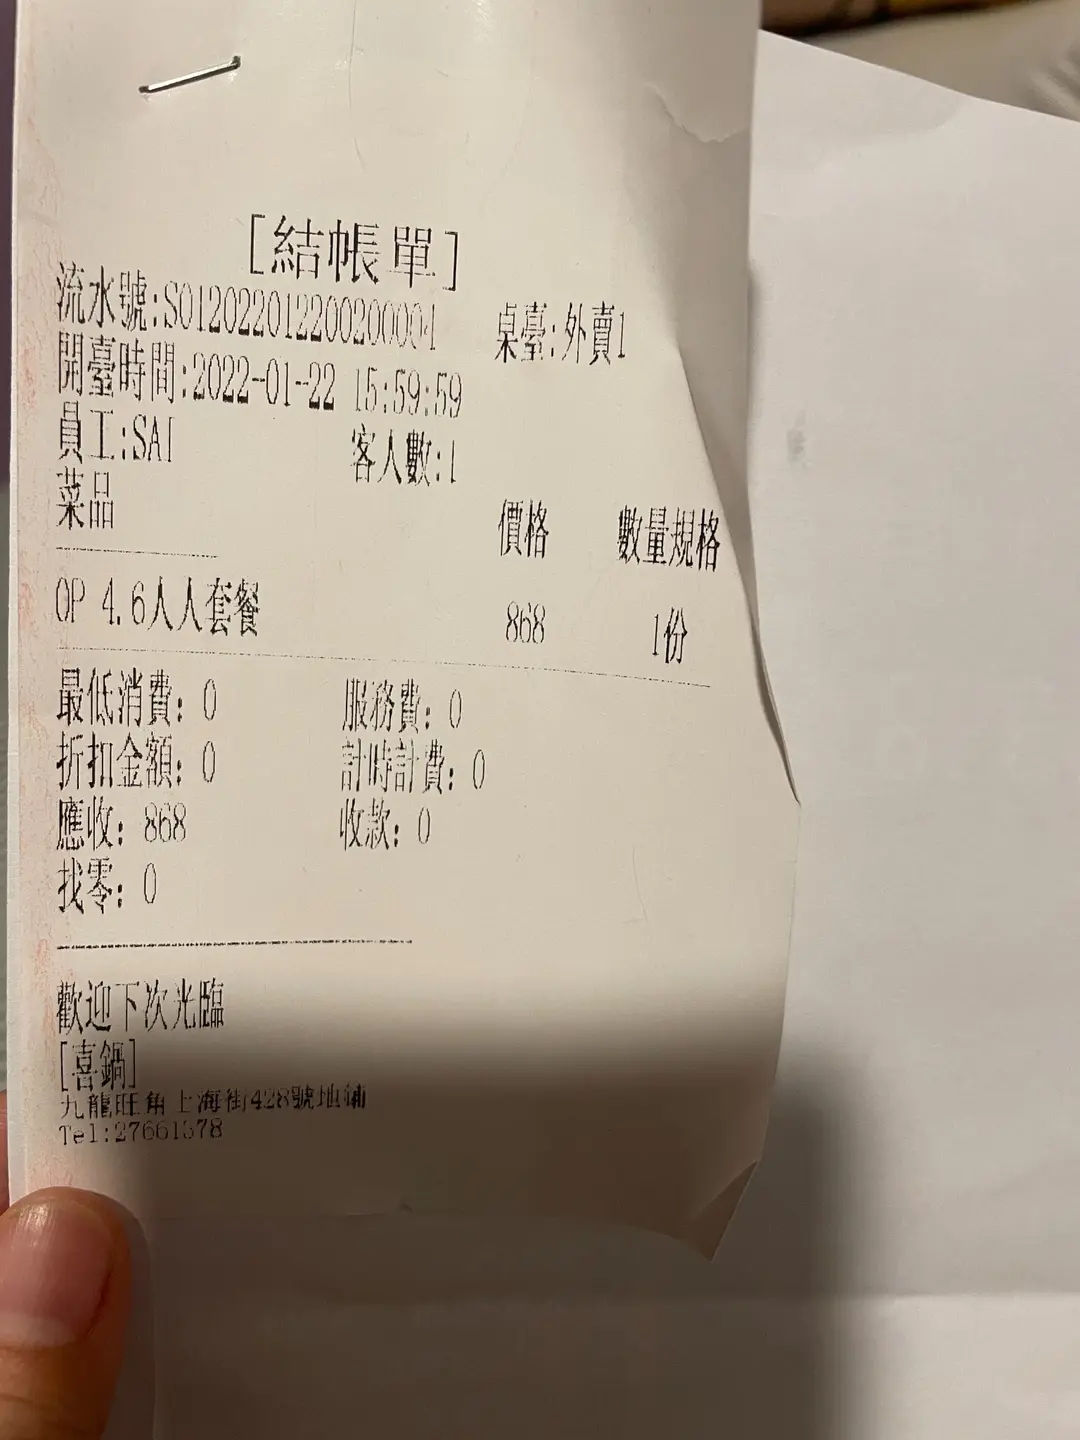 [結帳單]
流水號:S012022012200200004 桌臺:外賣1
開臺時間:2022-01-22 15:59:59
員工:SAI 客人數:1
菜品 價格 數量規格
OP 4.6人人套餐 868 1份
最低消費: 0 服務費: 0
折扣金額: 0 計時計費: 0
應收: 868 收款: 0
找零: 0
歡迎下次光臨
[喜鍋]
九龍旺角上海街428號地鋪
Tel:27661578